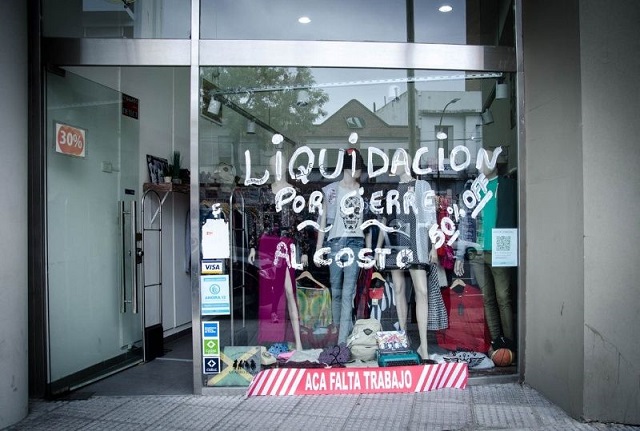 30%
LIQUIDACION
POR CIERRE
AL COSTO
50% OFF
VISA
ACA FALTA TRABAJO